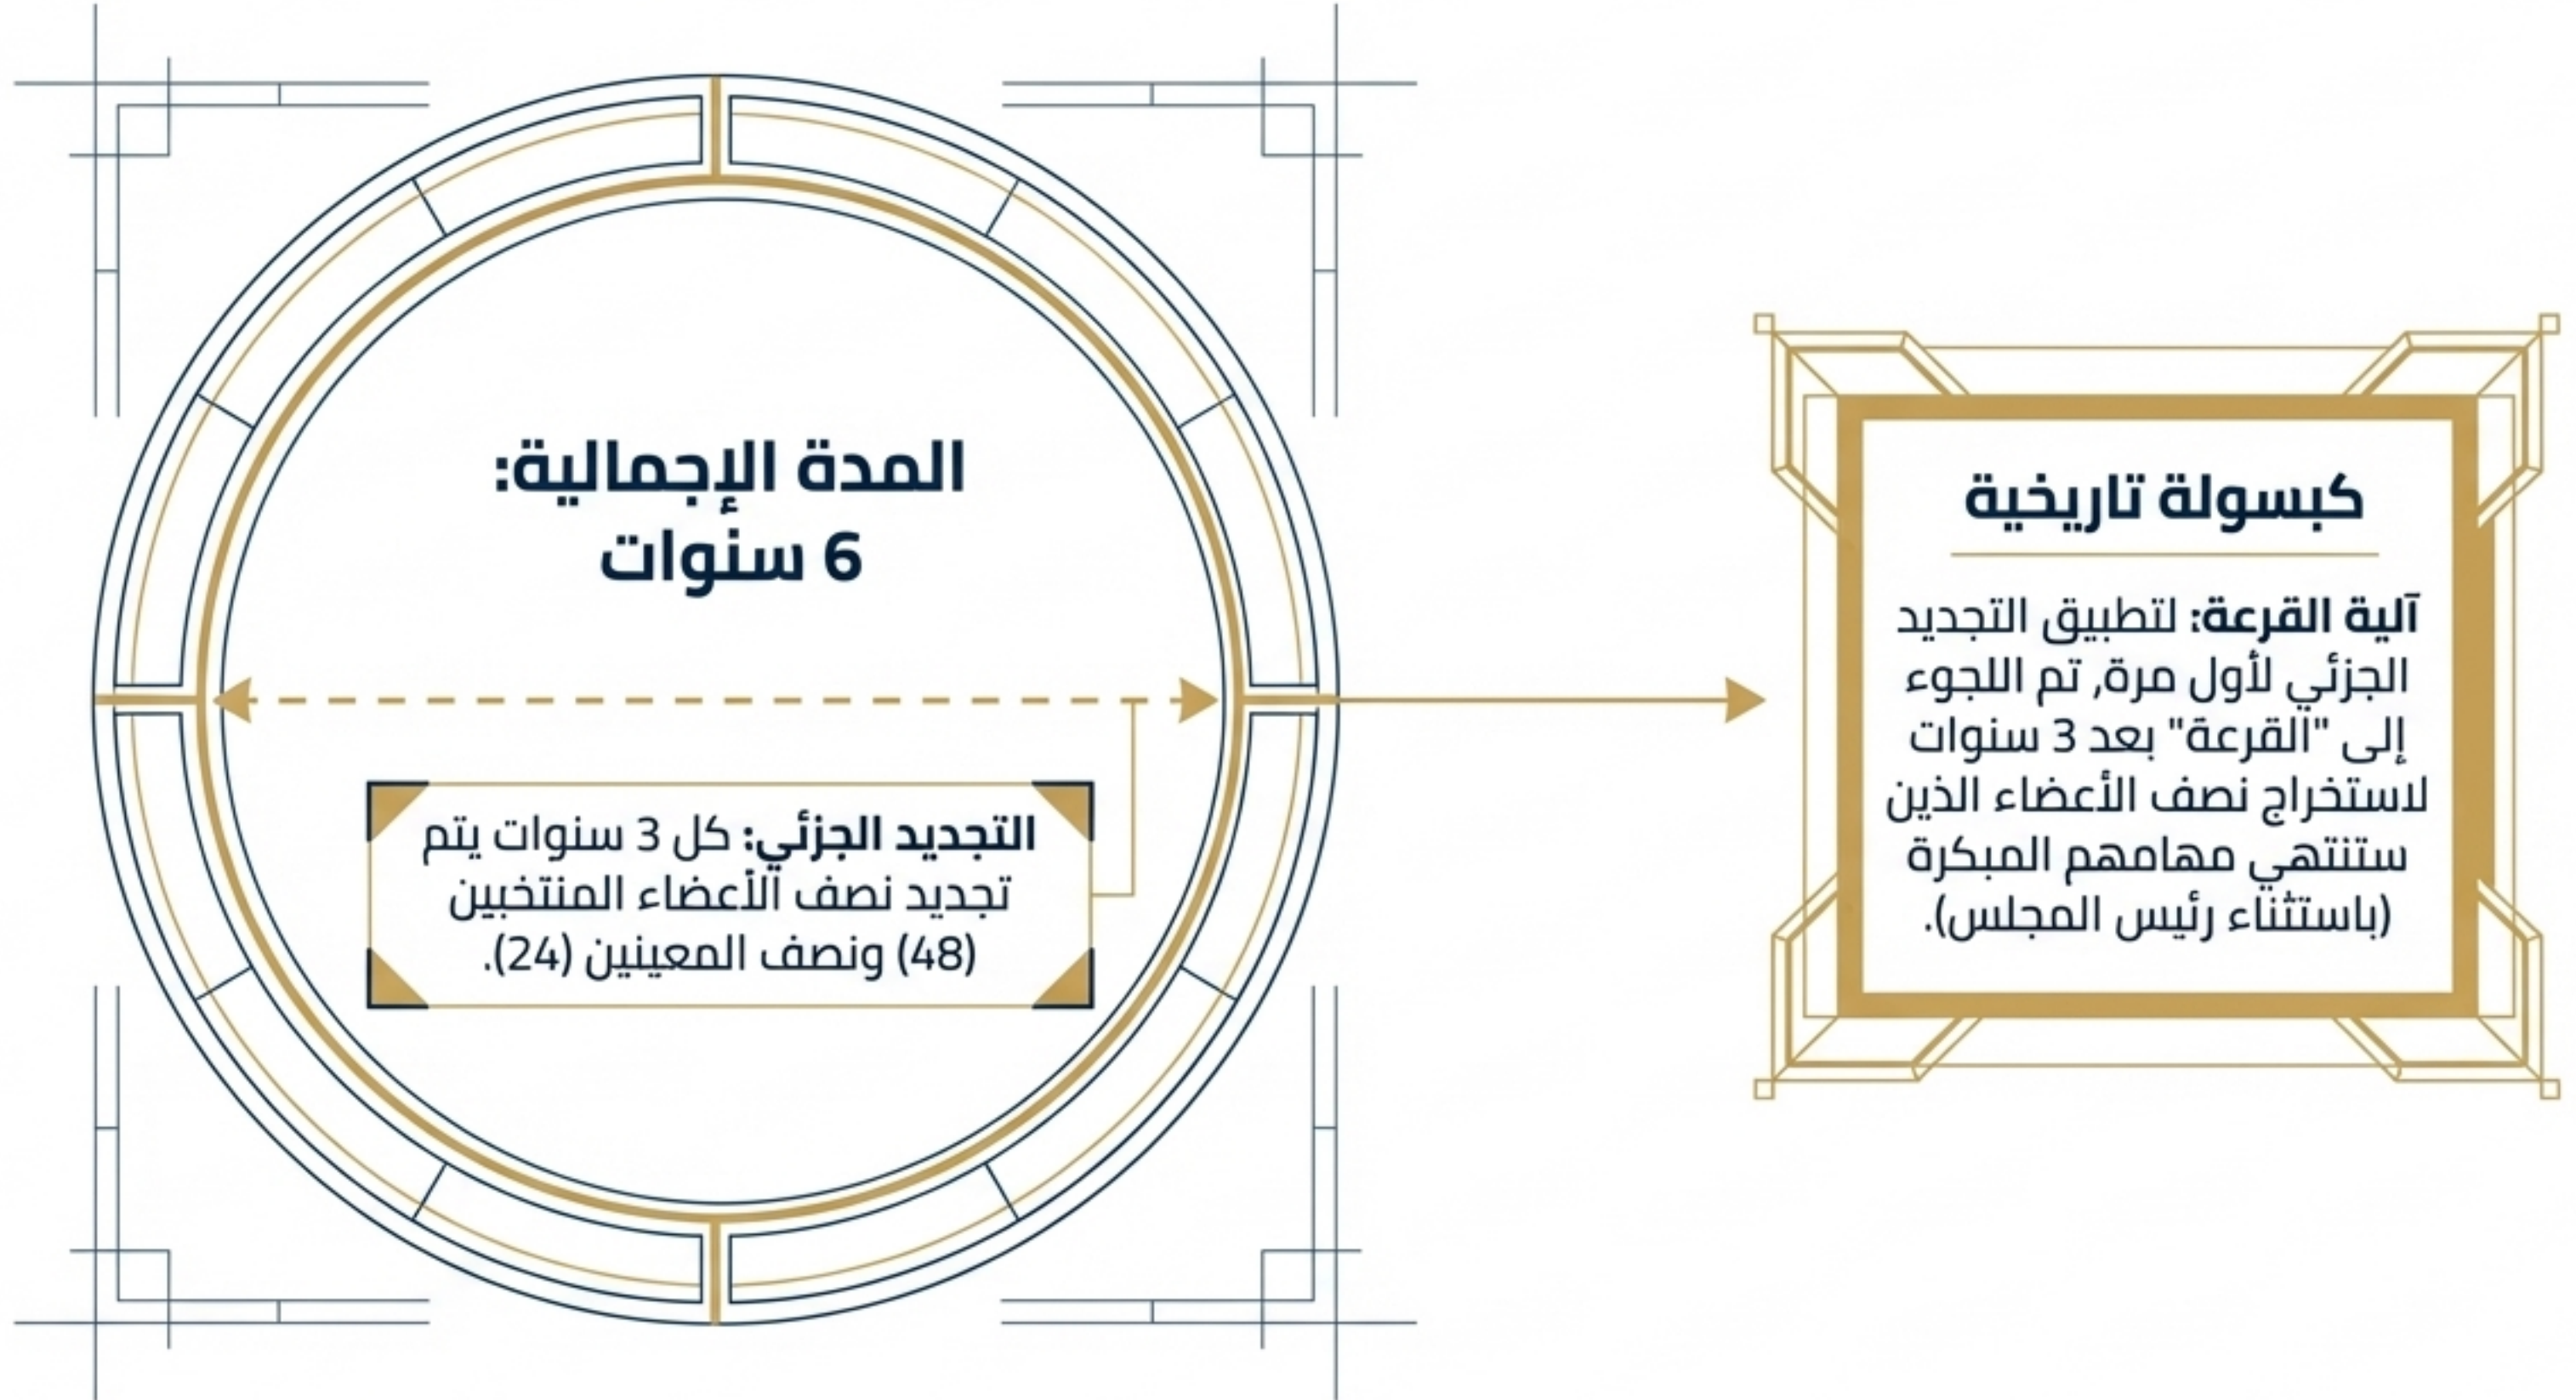 المدة الإجمالية:
6 سنوات
التجديد الجزئي: كل 3 سنوات يتم
تجديد نصف الأعضاء المنتخبين
(48) ونصف المعينين (24).
كبسولة تاريخية
آلية القرعة: لتطبيق التجديد
الجزئي لأول مرة, تم اللجوء
إلى "القرعة" بعد 3 سنوات
لاستخراج نصف الأعضاء الذين
ستنتهي مهامهم المبكرة
(باستثناء رئيس المجلس).